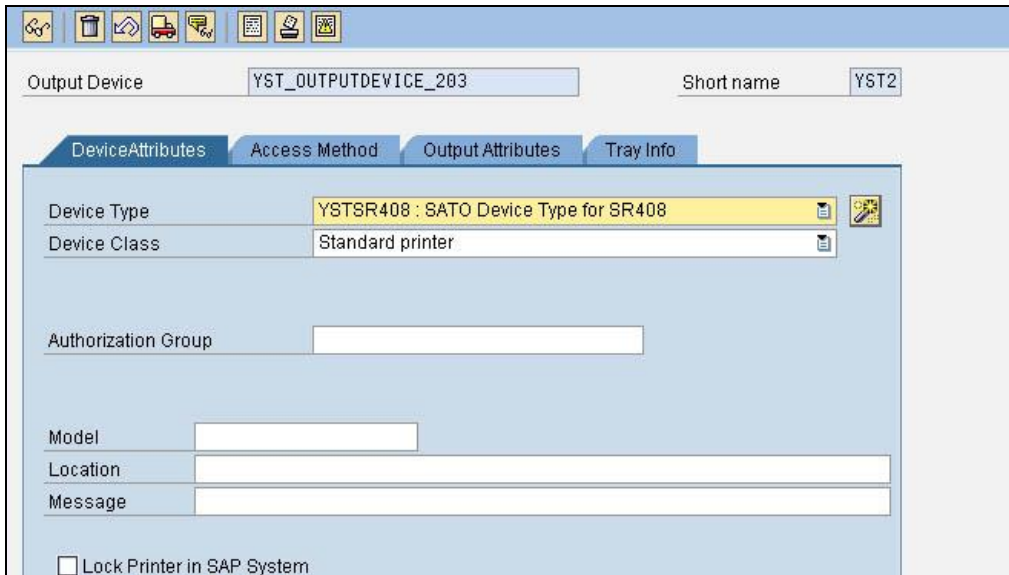 Output Device YST_OUTPUTDEVICE_203 Short name YST2
DeviceAttributes Access Method Output Attributes Tray Info
Device Type YSTSR408 : SATO Device Type for SR408
Device Class Standard printer
Authorization Group
Model
Location
Message
Lock Printer in SAP System